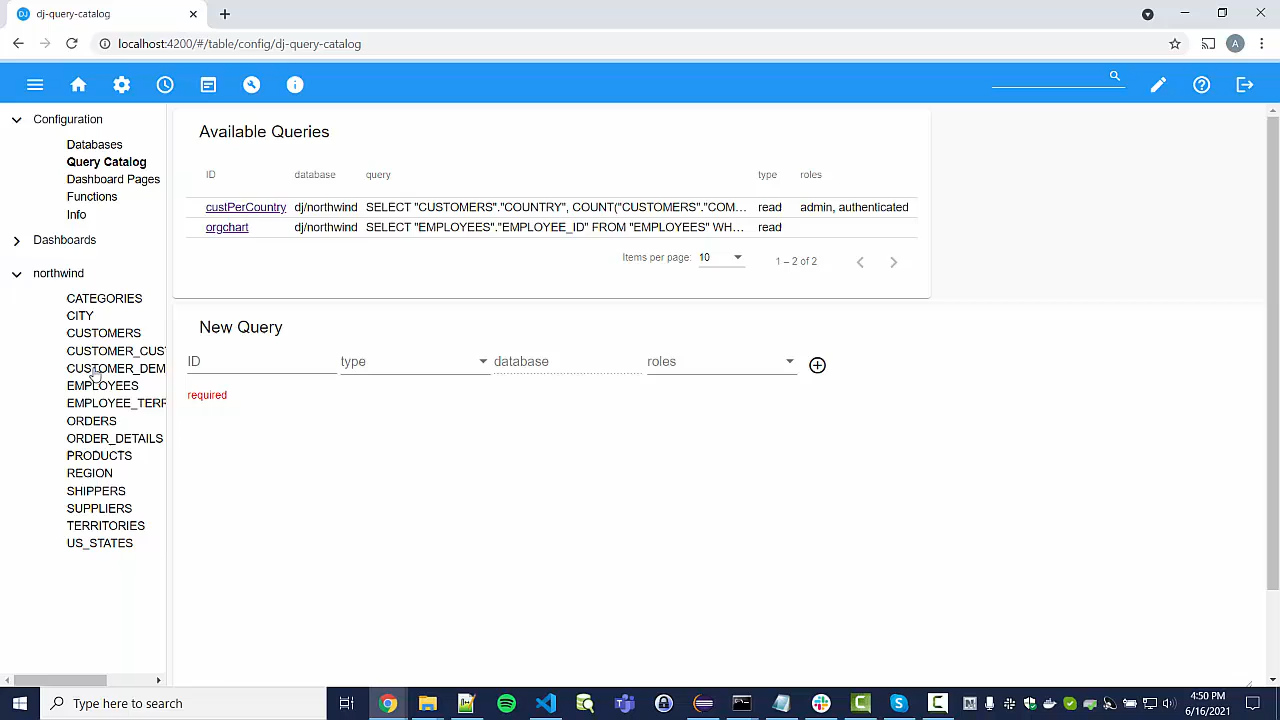 DJ dj-query-catalog
localhost:4200/#/table/config/dj-query-catalog
A
Configuration
Databases
Query Catalog
Dashboard Pages
Functions
Info
Dashboards
northwind
CATEGORIES
CITY
CUSTOMERS
CUSTOMER_CUST
CUSTOMER_DEM
EMPLOYEES
EMPLOYEE_TERR
ORDERS
ORDER_DETAILS
PRODUCTS
REGION
SHIPPERS
SUPPLIERS
TERRITORIES
US_STATES
Available Queries
ID database query type roles
custPerCountry dj/northwind SELECT "CUSTOMERS"."COUNTRY", COUNT("CUSTOMERS"."COM... read admin, authenticated
orgchart dj/northwind SELECT "EMPLOYEES"."EMPLOYEE_ID" FROM "EMPLOYEES" WH... read
Items per page: 10 1 – 2 of 2
New Query
ID type database roles
required
Type here to search
4:50 PM
6/16/2021